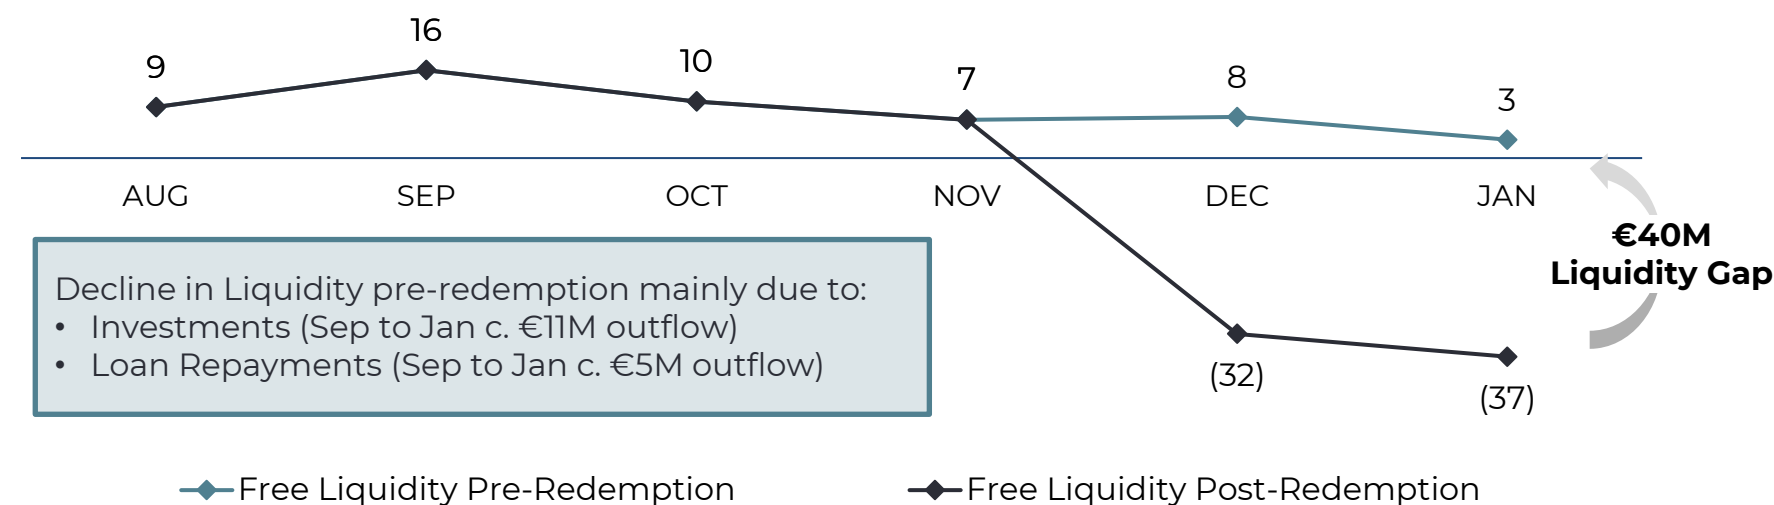 9
16
10
7
8
3
AUG
SEP
OCT
NOV
DEC
JAN
€40M
Liquidity Gap
Decline in Liquidity pre-redemption mainly due to:
• Investments (Sep to Jan c. €11M outflow)
• Loan Repayments (Sep to Jan c. €5M outflow)
(32)
(37)
Free Liquidity Pre-Redemption
Free Liquidity Post-Redemption